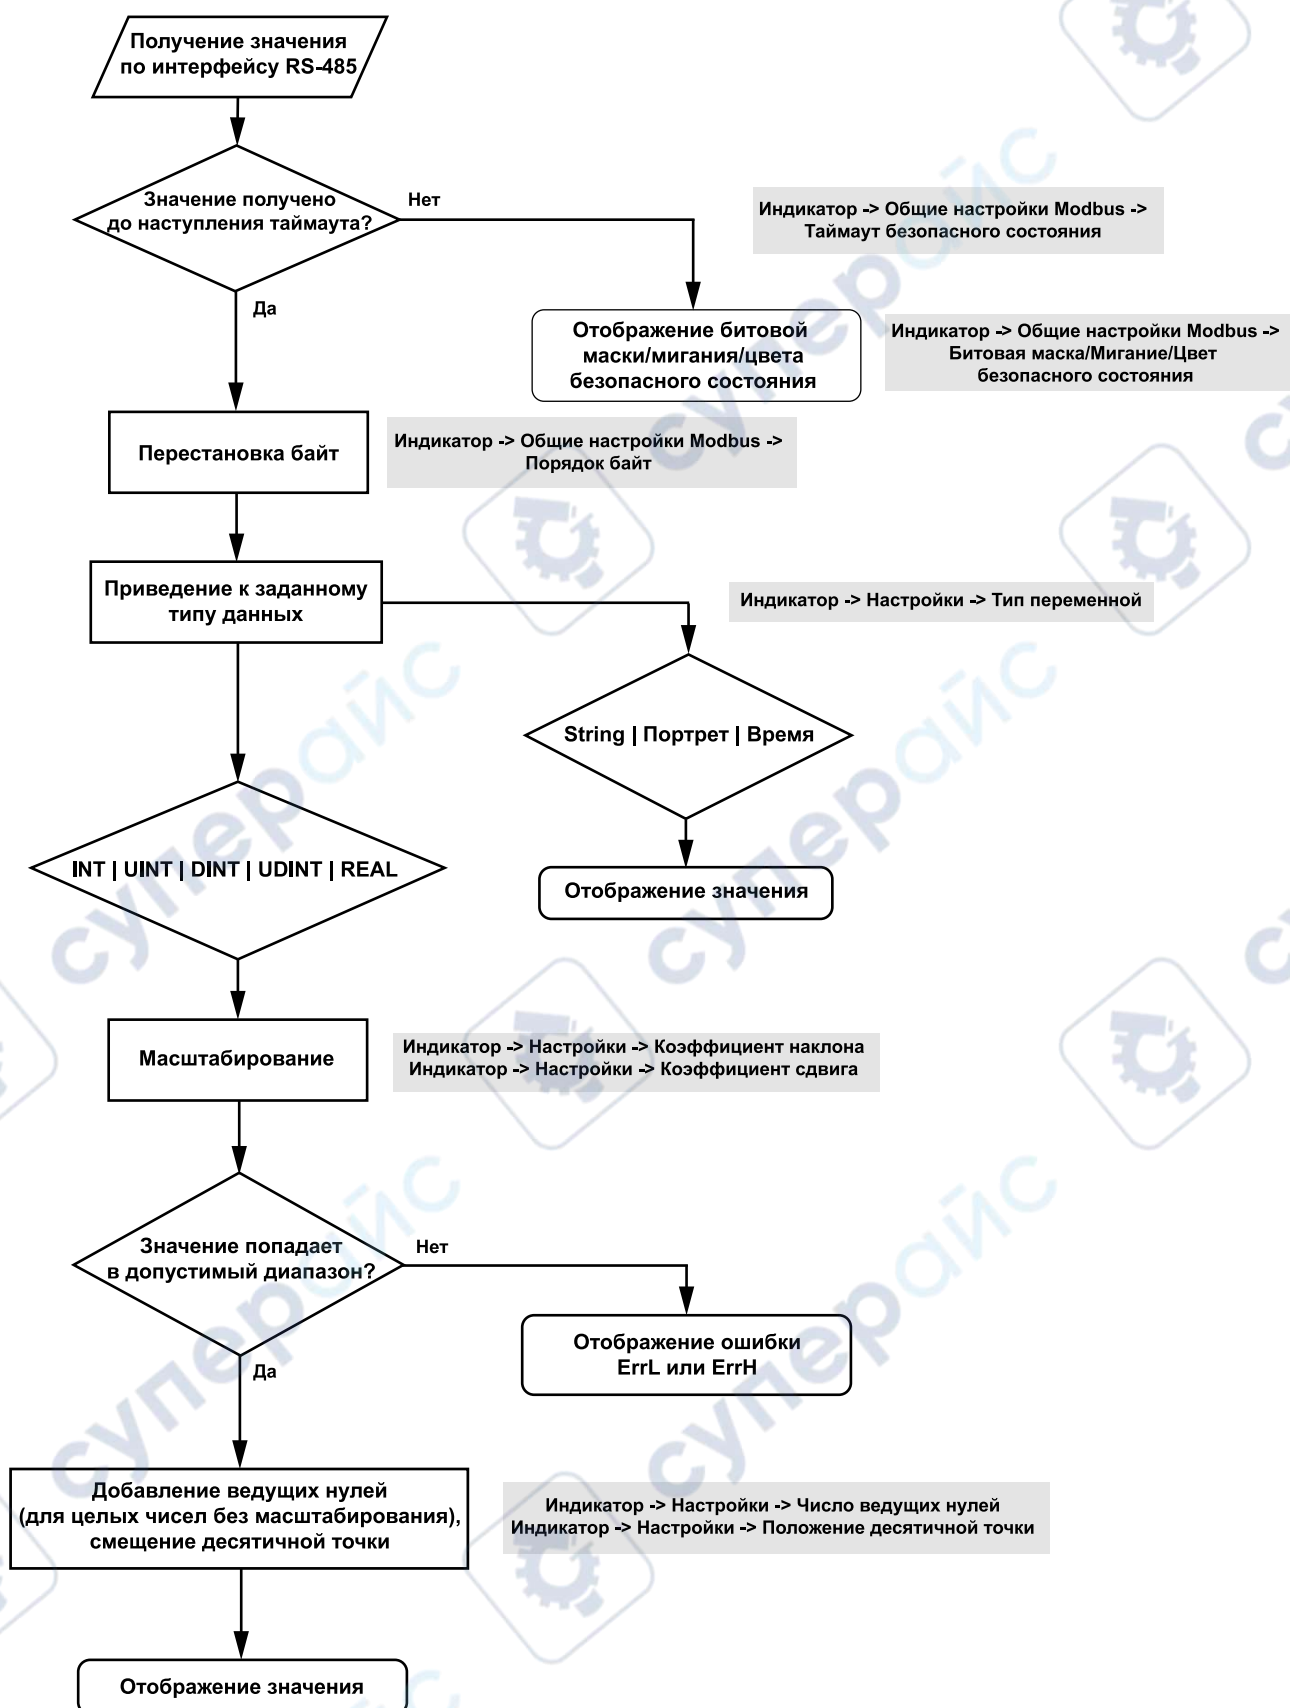 Получение значения
по интерфейсу RS-485
Значение получено
до наступления таймаута?
Нет
Индикатор -> Общие настройки Modbus ->
Таймаут безопасного состояния
Да
Отображение битовой
маски/мигания/цвета
безопасного состояния
Индикатор -> Общие настройки Modbus ->
Битовая маска/Мигание/Цвет
безопасного состояния
Перестановка байт
Индикатор -> Общие настройки Modbus ->
Порядок байт
Приведение к заданному
типу данных
Индикатор -> Настройки -> Тип переменной
String | Портрет | Время
INT | UINT | DINT | UDINT | REAL
Отображение значения
Масштабирование
Индикатор -> Настройки -> Коэффициент наклона
Индикатор -> Настройки -> Коэффициент сдвига
Значение попадает
в допустимый диапазон?
Нет
Отображение ошибки
ErrL или ErrH
Да
Добавление ведущих нулей
(для целых чисел без масштабирования),
смещение десятичной точки
Индикатор -> Настройки -> Число ведущих нулей
Индикатор -> Настройки -> Положение десятичной точки
Отображение значения
суперайс
суперайс
суперайс
суперайс
суперайс